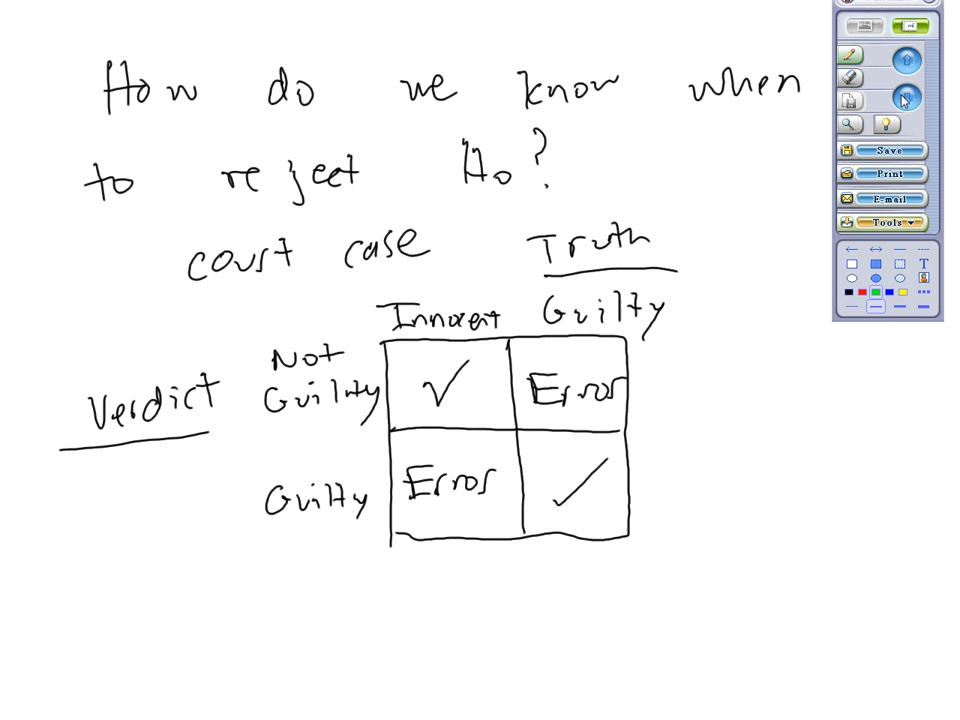 How do we know when
to reject Ho?
court case Truth
Innocent Guilty
Not
Guilty ✓ Error
Verdict
Guilty Error ✓
Save
Print
E-mail
Tools
T